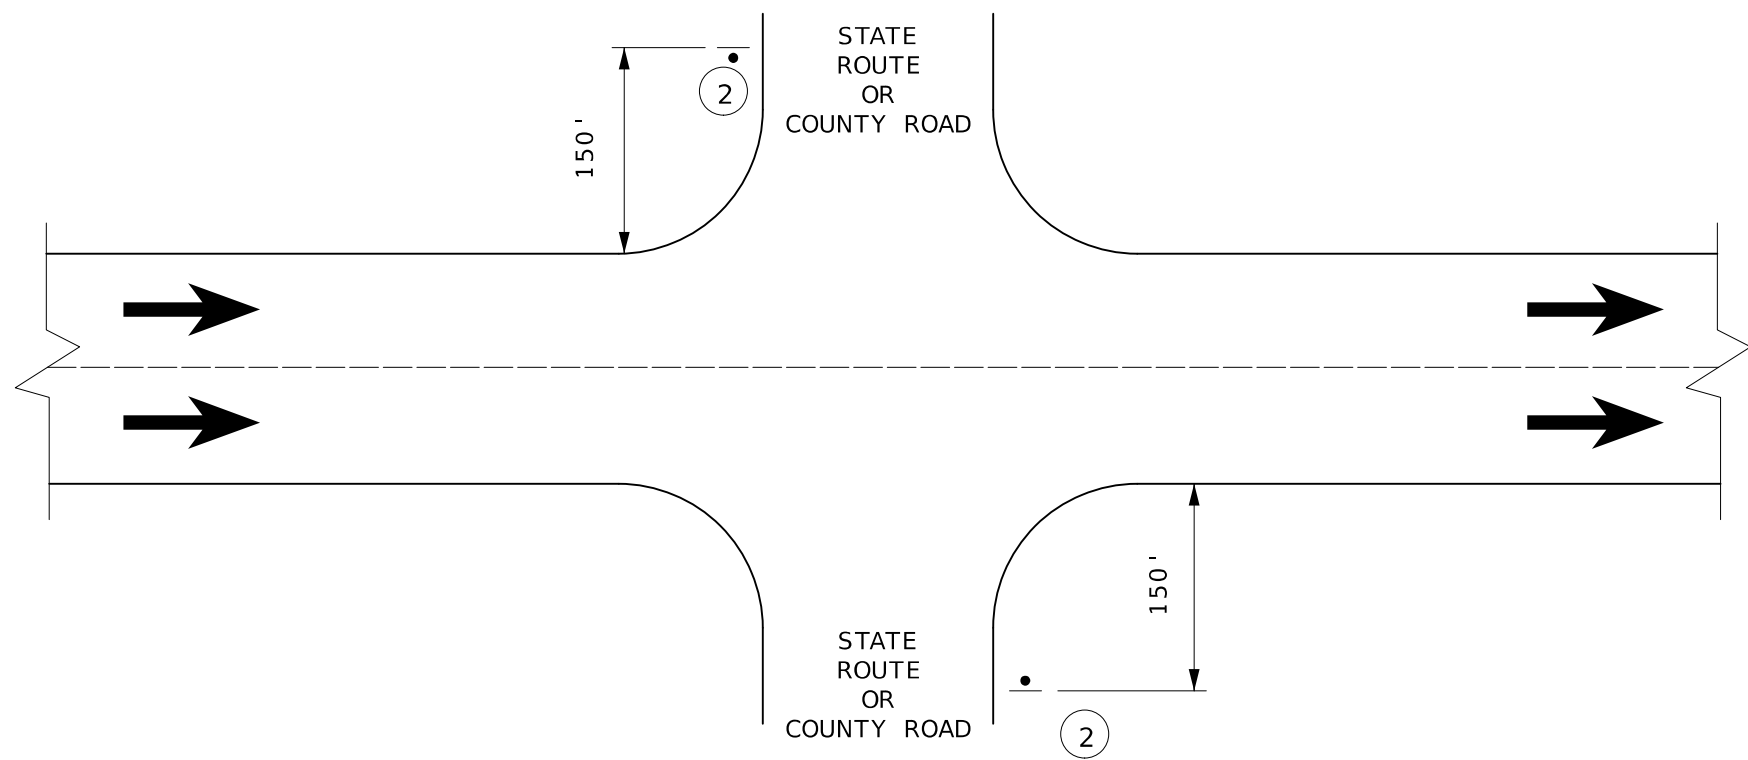 STATE
ROUTE
OR
COUNTY ROAD
2
150'
150'
STATE
ROUTE
OR
COUNTY ROAD
2